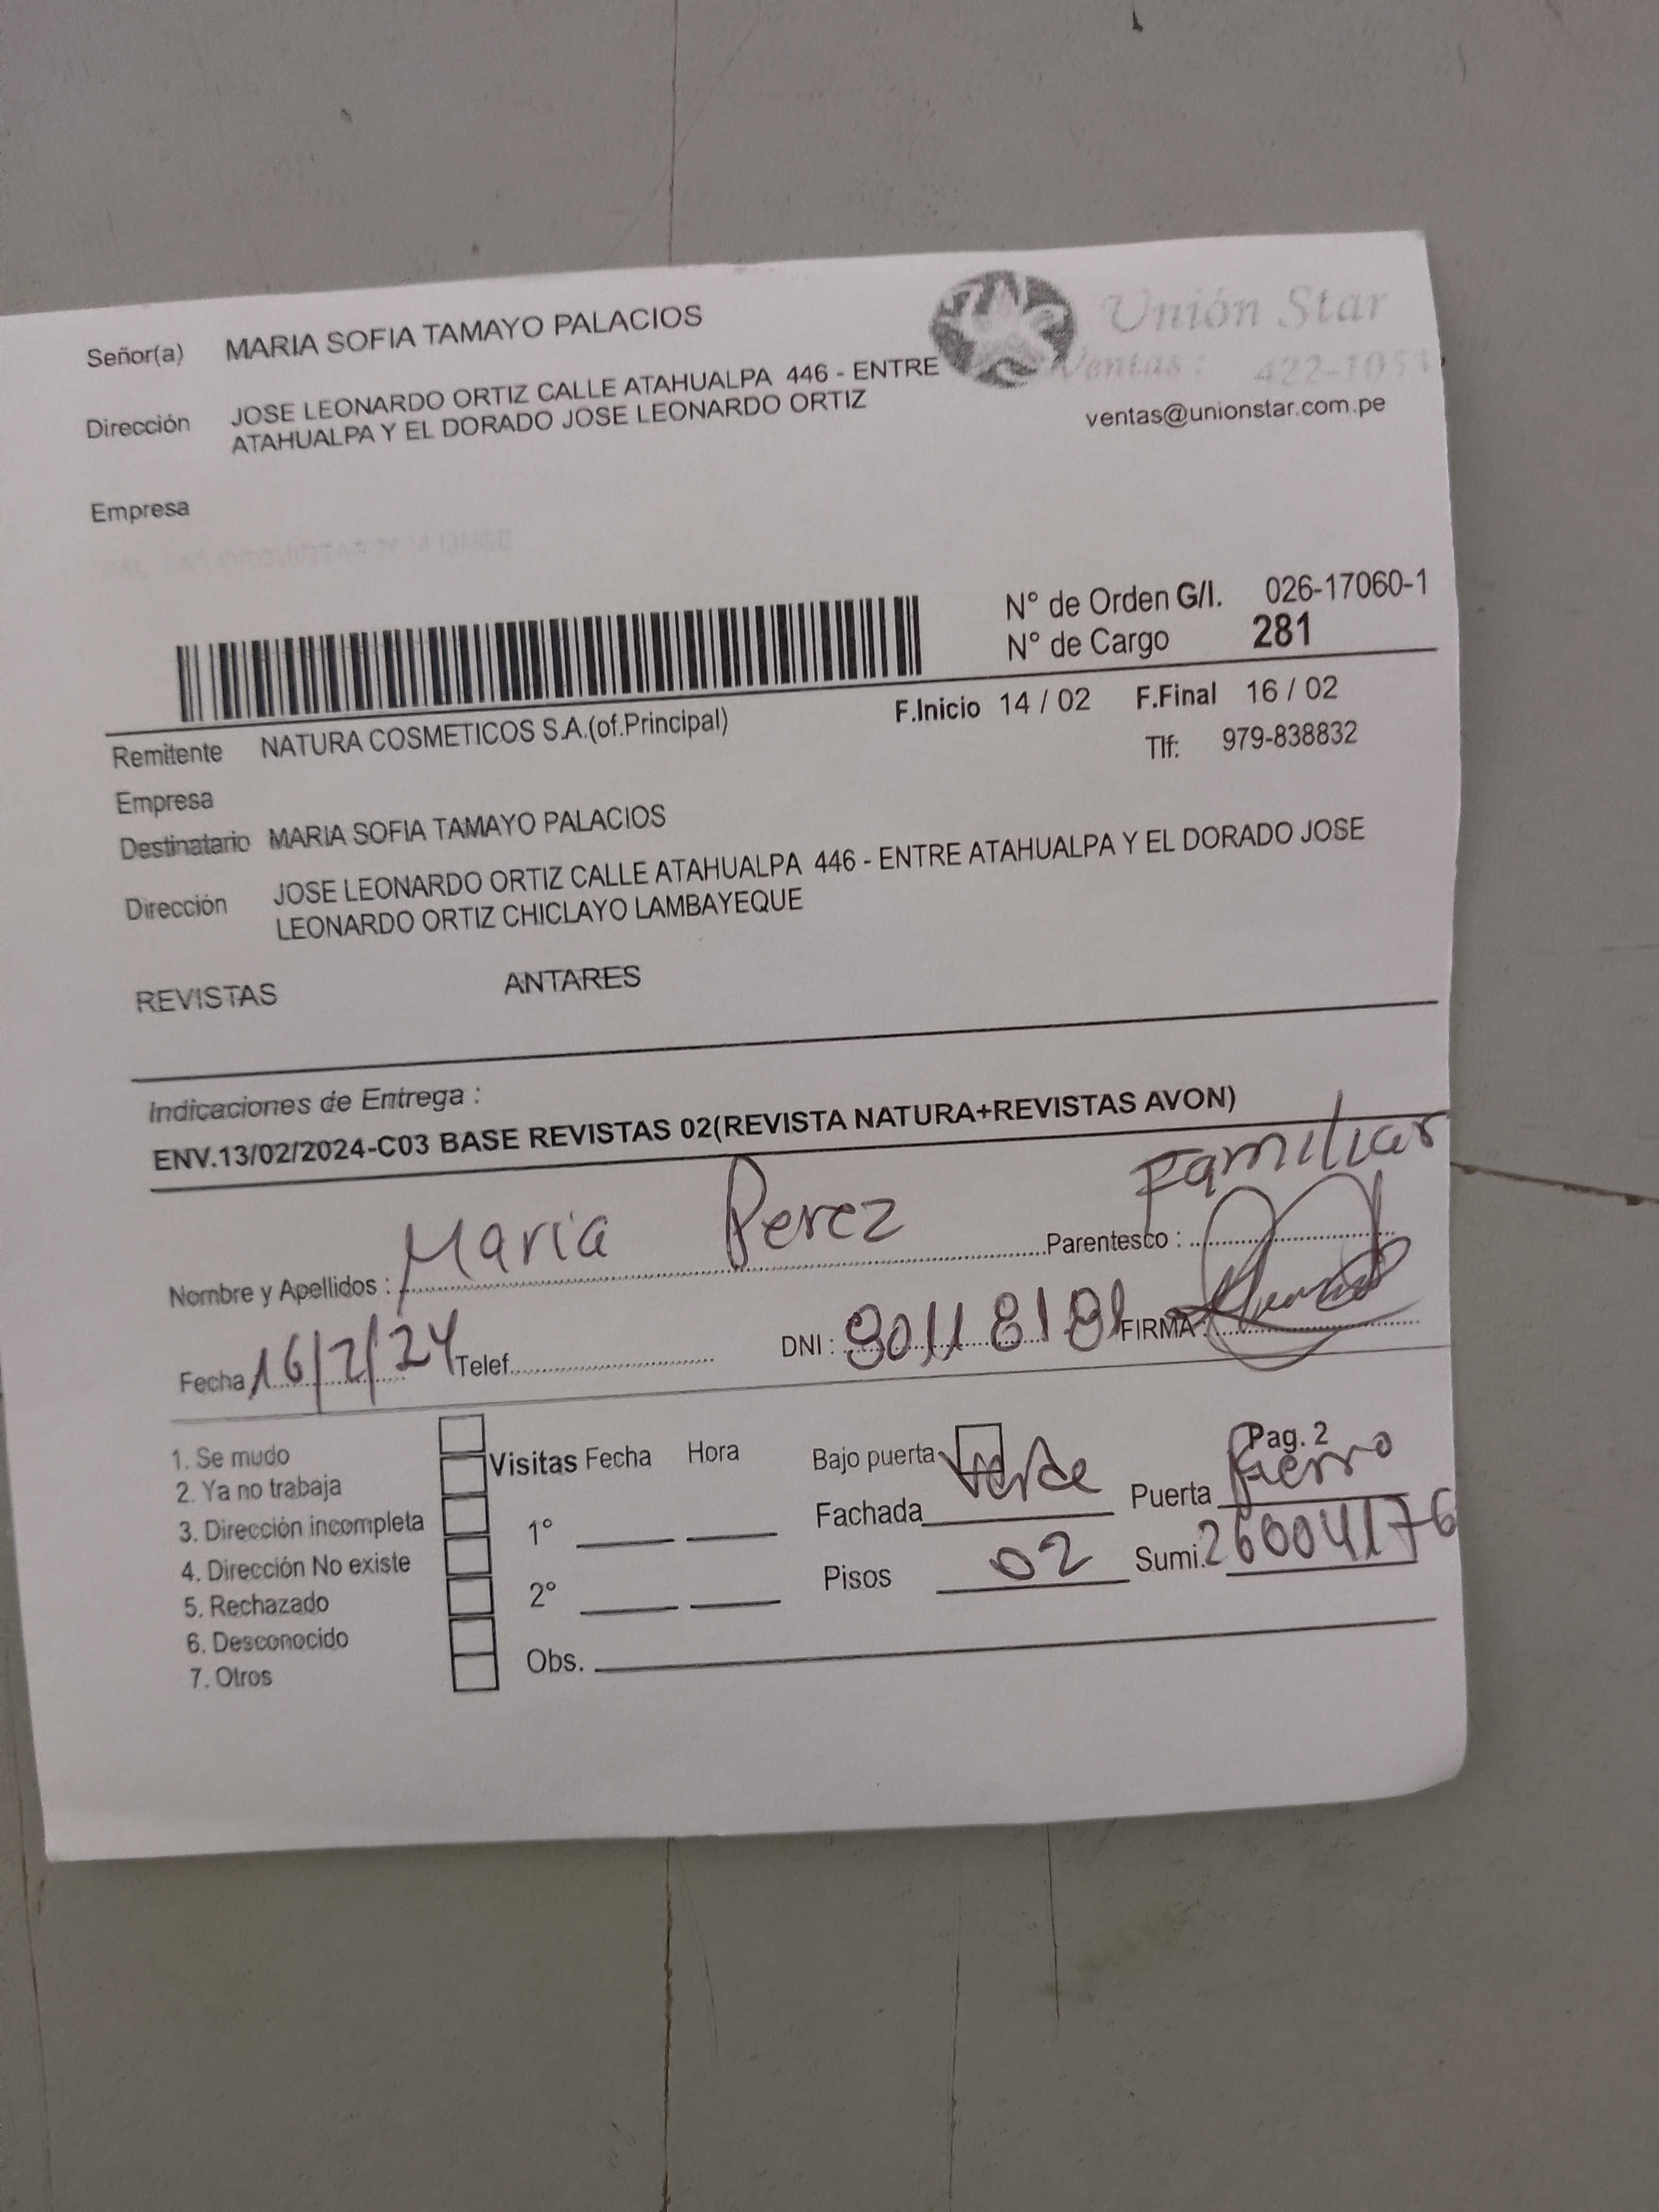 Señor(a) MARIA SOFIA TAMAYO PALACIOS
Unión Star
Ventas : 422-1053
Dirección JOSE LEONARDO ORTIZ CALLE ATAHUALPA 446 - ENTRE
ATAHUALPA Y EL DORADO JOSE LEONARDO ORTIZ
ventas@unionstar.com.pe
Empresa
N° de Orden G/I. 026-17060-1
N° de Cargo 281
F.Inicio 14 / 02 F.Final 16 / 02
Remitente NATURA COSMETICOS S.A.(of.Principal)
Tlf: 979-838832
Empresa
Destinatario MARIA SOFIA TAMAYO PALACIOS
Dirección JOSE LEONARDO ORTIZ CALLE ATAHUALPA 446 - ENTRE ATAHUALPA Y EL DORADO JOSE
LEONARDO ORTIZ CHICLAYO LAMBAYEQUE
REVISTAS ANTARES
Indicaciones de Entrega :
ENV.13/02/2024-C03 BASE REVISTAS 02(REVISTA NATURA+REVISTAS AVON)
Nombre y Apellidos : Maria Perez Parentesco : Familiar
Fecha 16/2/24 Telef. DNI : FIRMA :
1. Se mudo
2. Ya no trabaja
3. Dirección incompleta
4. Dirección No existe
5. Rechazado
6. Desconocido
7. Otros
Visitas Fecha Hora
1°
2°
Obs.
Bajo puerta Pag. 2
Fachada Verde Puerta Fierro
Pisos 02 Sumi. 26004176